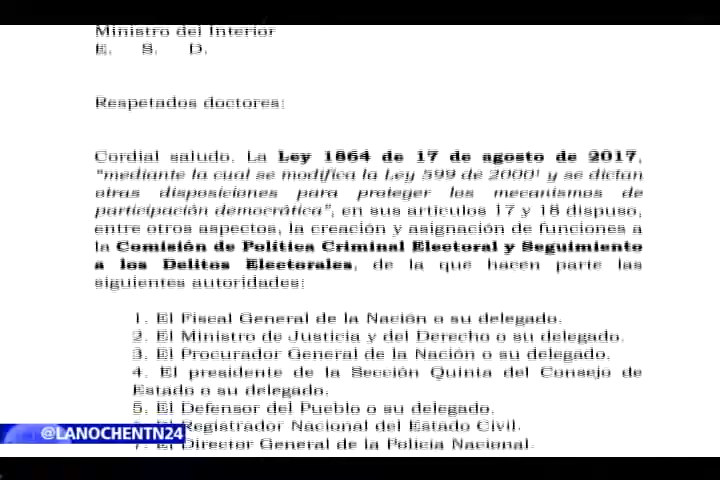 Ministro del Interior
E. S. D.
Respetados doctores:
Cordial saludo. La Ley 1864 de 17 de agosto de 2017,
"mediante la cual se modifica la Ley 599 de 2000¹ y se dictan
otras disposiciones para proteger los mecanismos de
participación democrática", en sus artículos 17 y 18 dispuso,
entre otros aspectos, la creación y asignación de funciones a
la Comisión de Política Criminal Electoral y Seguimiento
a los Delitos Electorales, de la que hacen parte las
siguientes autoridades:
1. El Fiscal General de la Nación o su delegado.
2. El Ministro de Justicia y del Derecho o su delegado.
3. El Procurador General de la Nación o su delegado.
4. El presidente de la Sección Quinta del Consejo de
Estado o su delegado.
5. El Defensor del Pueblo o su delegado.
El Registrador Nacional del Estado Civil.
7. El Director General de la Policía Nacional.
@LANOCHENTN24